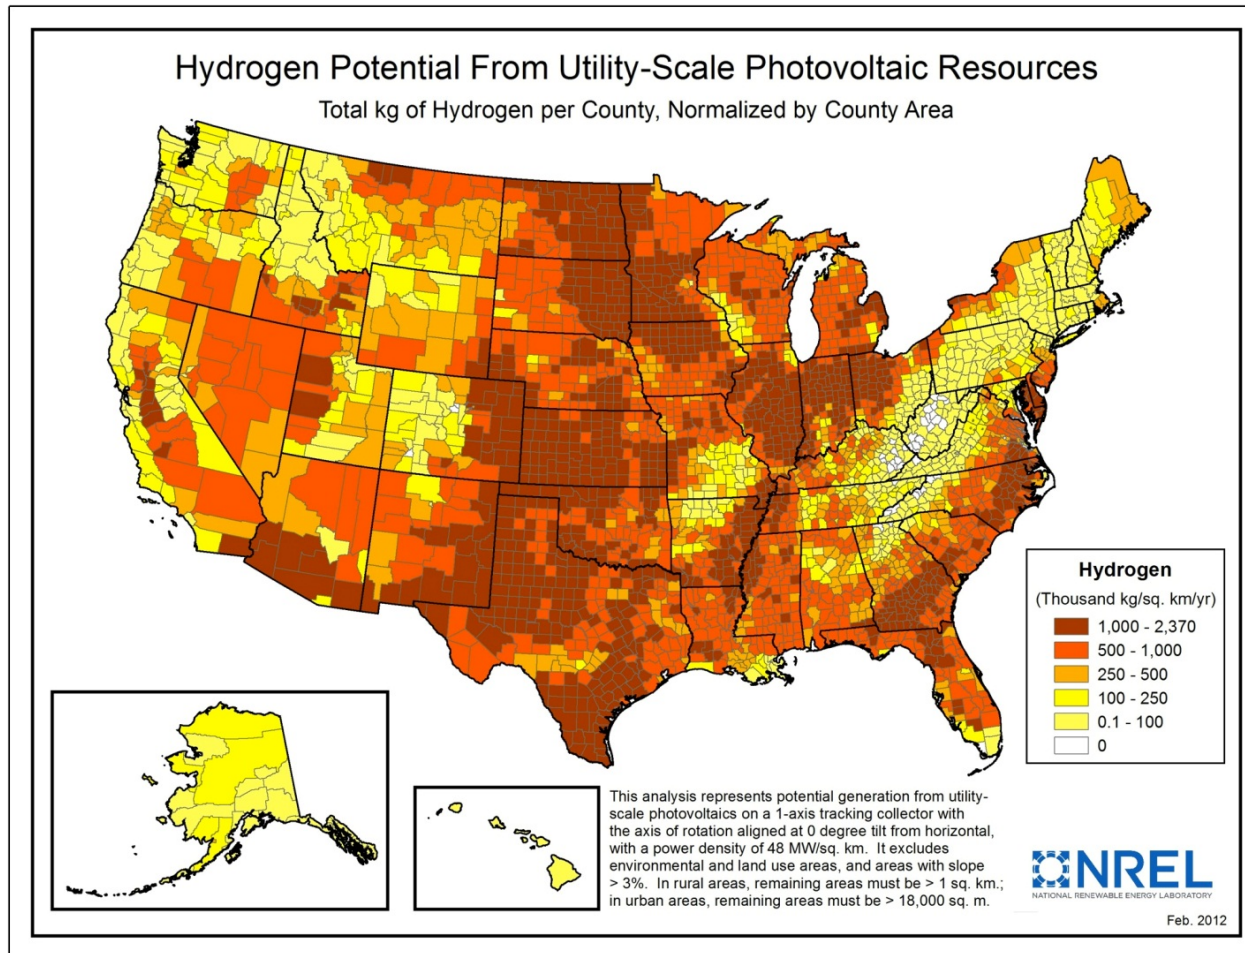 Hydrogen Potential From Utility-Scale Photovoltaic Resources
Total kg of Hydrogen per County, Normalized by County Area
Hydrogen
(Thousand kg/sq. km/yr)
1,000 - 2,370
500 - 1,000
250 - 500
100 - 250
0.1 - 100
0
This analysis represents potential generation from utility-
scale photovoltaics on a 1-axis tracking collector with
the axis of rotation aligned at 0 degree tilt from horizontal,
with a power density of 48 MW/sq. km. It excludes
environmental and land use areas, and areas with slope
> 3%. In rural areas, remaining areas must be > 1 sq. km.;
in urban areas, remaining areas must be > 18,000 sq. m.
NREL
NATIONAL RENEWABLE ENERGY LABORATORY
Feb. 2012